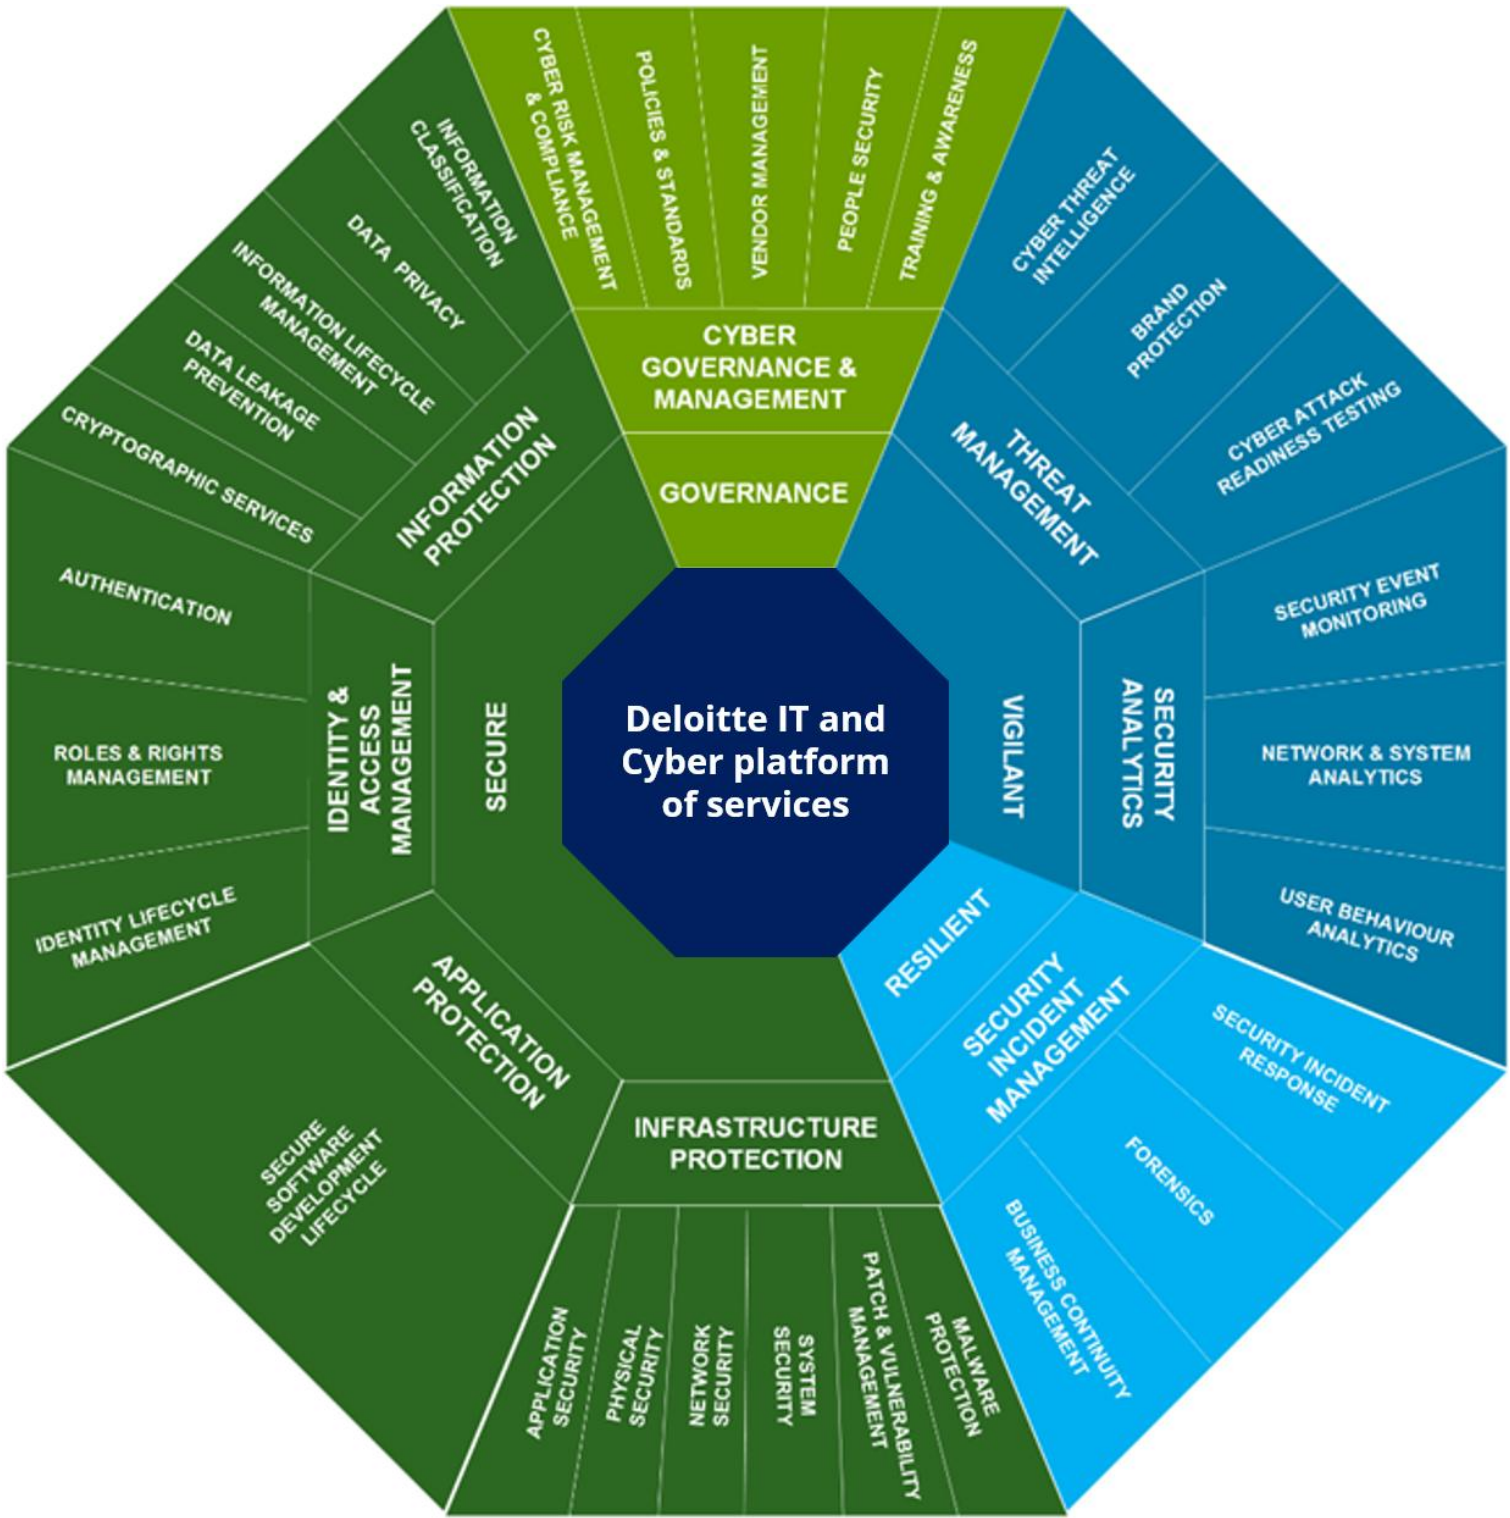 Deloitte IT and
Cyber platform
of services
GOVERNANCE
CYBER
GOVERNANCE &
MANAGEMENT
CYBER RISK MANAGEMENT
& COMPLIANCE
POLICIES & STANDARDS
VENDOR MANAGEMENT
PEOPLE SECURITY
TRAINING & AWARENESS
VIGILANT
THREAT
MANAGEMENT
CYBER THREAT
INTELLIGENCE
BRAND
PROTECTION
CYBER ATTACK
READINESS TESTING
SECURITY
ANALYTICS
SECURITY EVENT
MONITORING
NETWORK & SYSTEM
ANALYTICS
USER BEHAVIOUR
ANALYTICS
RESILIENT
SECURITY
INCIDENT
MANAGEMENT
SECURITY INCIDENT
RESPONSE
FORENSICS
BUSINESS CONTINUITY
MANAGEMENT
SECURE
INFRASTRUCTURE
PROTECTION
MALWARE
PROTECTION
PATCH & VULNERABILITY
MANAGEMENT
SYSTEM
SECURITY
NETWORK
SECURITY
PHYSICAL
SECURITY
APPLICATION
SECURITY
APPLICATION
PROTECTION
SECURE
SOFTWARE
DEVELOPMENT
LIFECYCLE
IDENTITY &
ACCESS
MANAGEMENT
IDENTITY LIFECYCLE
MANAGEMENT
ROLES & RIGHTS
MANAGEMENT
AUTHENTICATION
INFORMATION
PROTECTION
CRYPTOGRAPHIC SERVICES
DATA LEAKAGE
PREVENTION
INFORMATION LIFECYCLE
MANAGEMENT
DATA PRIVACY
INFORMATION
CLASSIFICATION